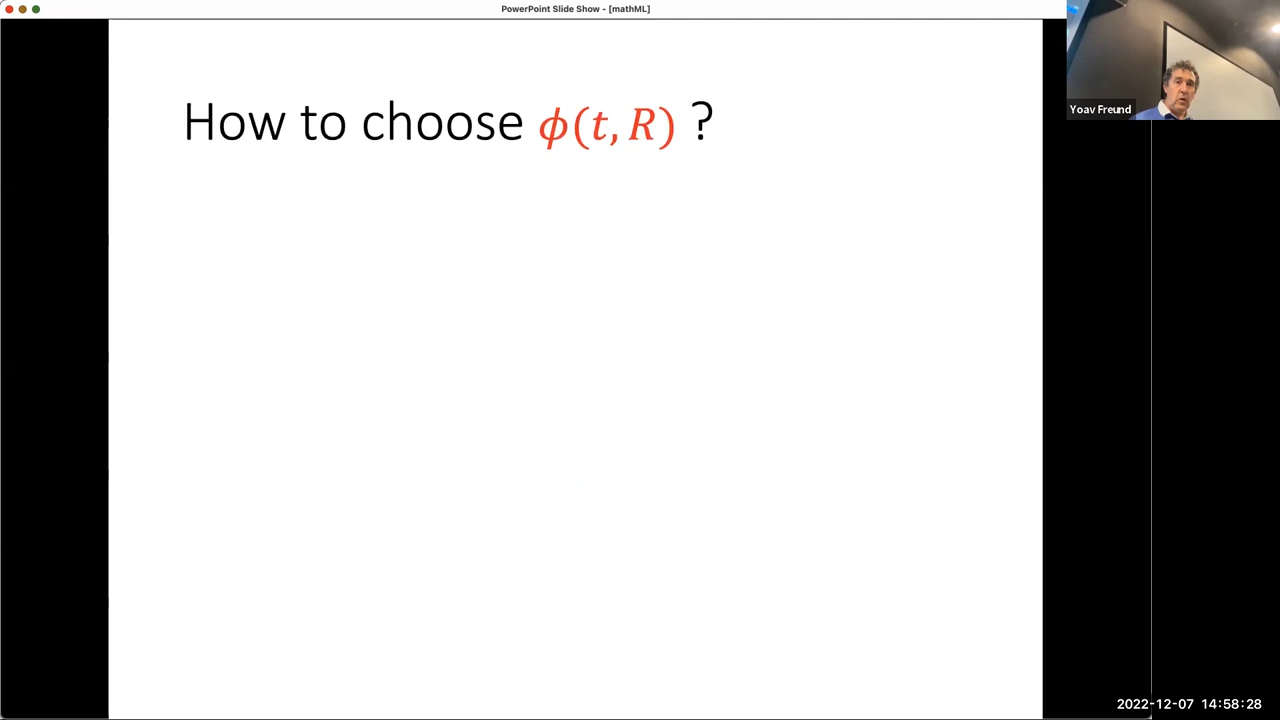 PowerPoint Slide Show - [mathML]
How to choose ϕ(t, R) ?
Yoav Freund
2022-12-07 14:58:28